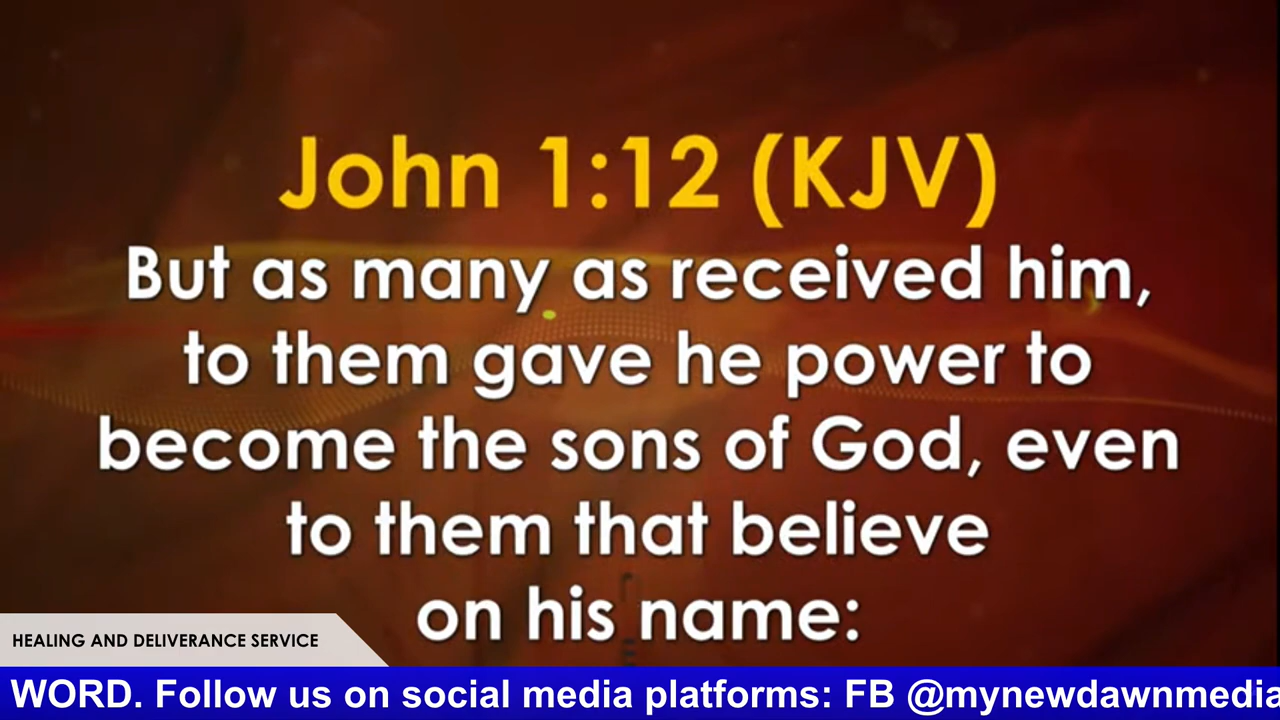 John 1:12 (KJV)
But as many as received him,
to them gave he power to
become the sons of God, even
to them that believe
on his name:
HEALING AND DELIVERANCE SERVICE
WORD. Follow us on social media platforms: FB @mynewdawnmedia